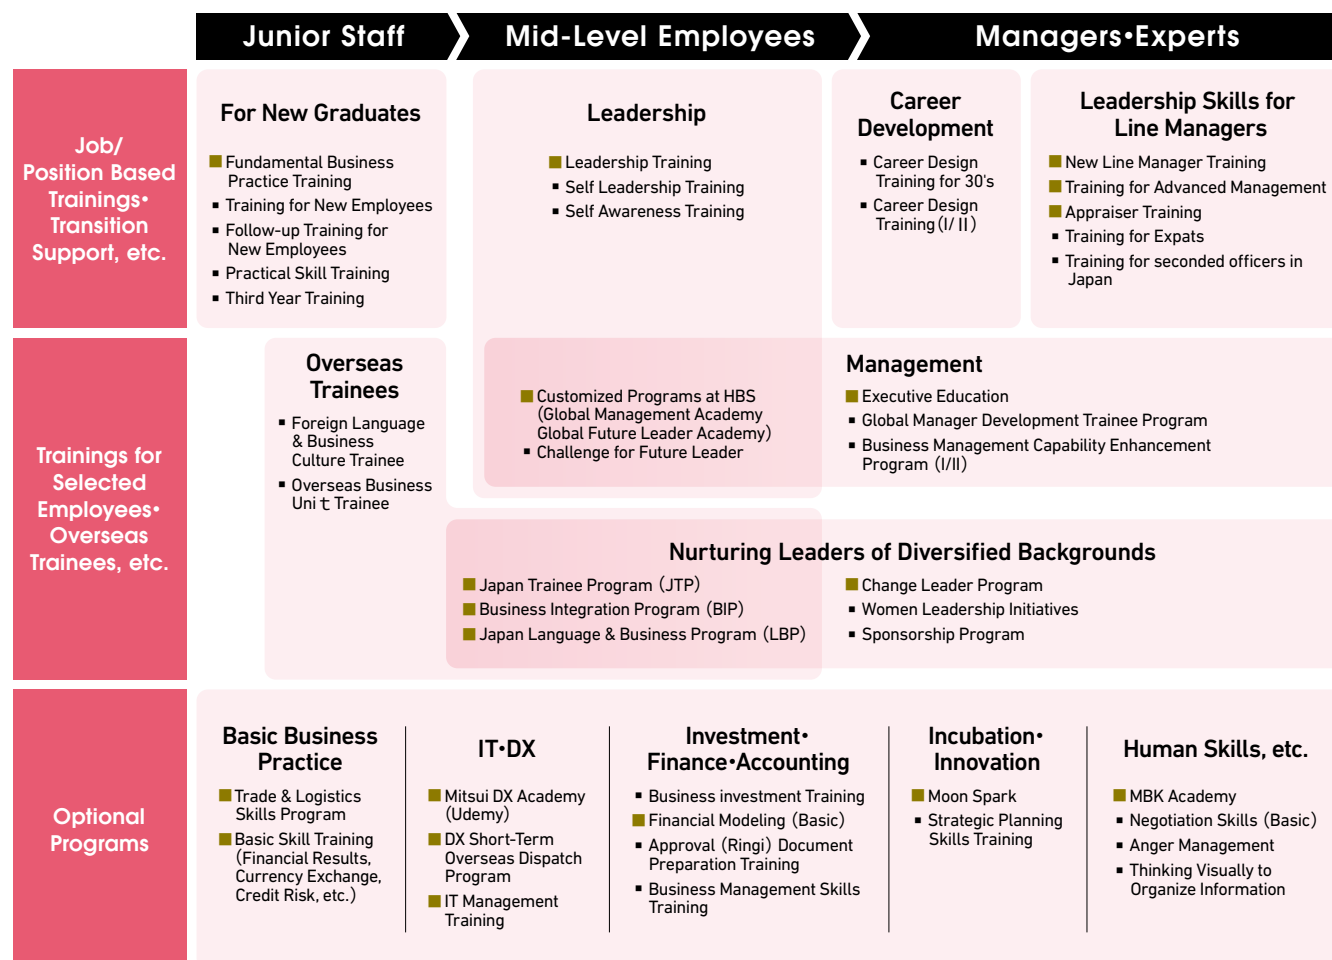 Junior Staff
Mid-Level Employees
Managers•Experts
Job/
Position Based
Trainings•
Transition
Support, etc.
For New Graduates
■ Fundamental Business
Practice Training
▪ Training for New Employees
▪ Follow-up Training for
New Employees
▪ Practical Skill Training
▪ Third Year Training
Leadership
■ Leadership Training
▪ Self Leadership Training
▪ Self Awareness Training
Career
Development
▪ Career Design
Training for 30's
▪ Career Design
Training (I/II)
Leadership Skills for
Line Managers
■ New Line Manager Training
■ Training for Advanced Management
■ Appraiser Training
▪ Training for Expats
▪ Training for seconded officers in
Japan
Trainings for
Selected
Employees•
Overseas
Trainees, etc.
Overseas
Trainees
▪ Foreign Language
& Business
Culture Trainee
▪ Overseas Business
Unit Trainee
■ Customized Programs at HBS
(Global Management Academy
Global Future Leader Academy)
▪ Challenge for Future Leader
Management
■ Executive Education
▪ Global Manager Development Trainee Program
▪ Business Management Capability Enhancement
Program (I/II)
Nurturing Leaders of Diversified Backgrounds
■ Japan Trainee Program (JTP)
■ Business Integration Program (BIP)
■ Japan Language & Business Program (LBP)
■ Change Leader Program
▪ Women Leadership Initiatives
▪ Sponsorship Program
Optional
Programs
Basic Business
Practice
■ Trade & Logistics
Skills Program
■ Basic Skill Training
(Financial Results,
Currency Exchange,
Credit Risk, etc.)
IT•DX
■ Mitsui DX Academy
(Udemy)
■ DX Short-Term
Overseas Dispatch
Program
■ IT Management
Training
Investment•
Finance•Accounting
▪ Business investment Training
■ Financial Modeling (Basic)
▪ Approval (Ringi) Document
Preparation Training
▪ Business Management Skills
Training
Incubation•
Innovation
■ Moon Spark
▪ Strategic Planning
Skills Training
Human Skills, etc.
■ MBK Academy
▪ Negotiation Skills (Basic)
▪ Anger Management
▪ Thinking Visually to
Organize Information